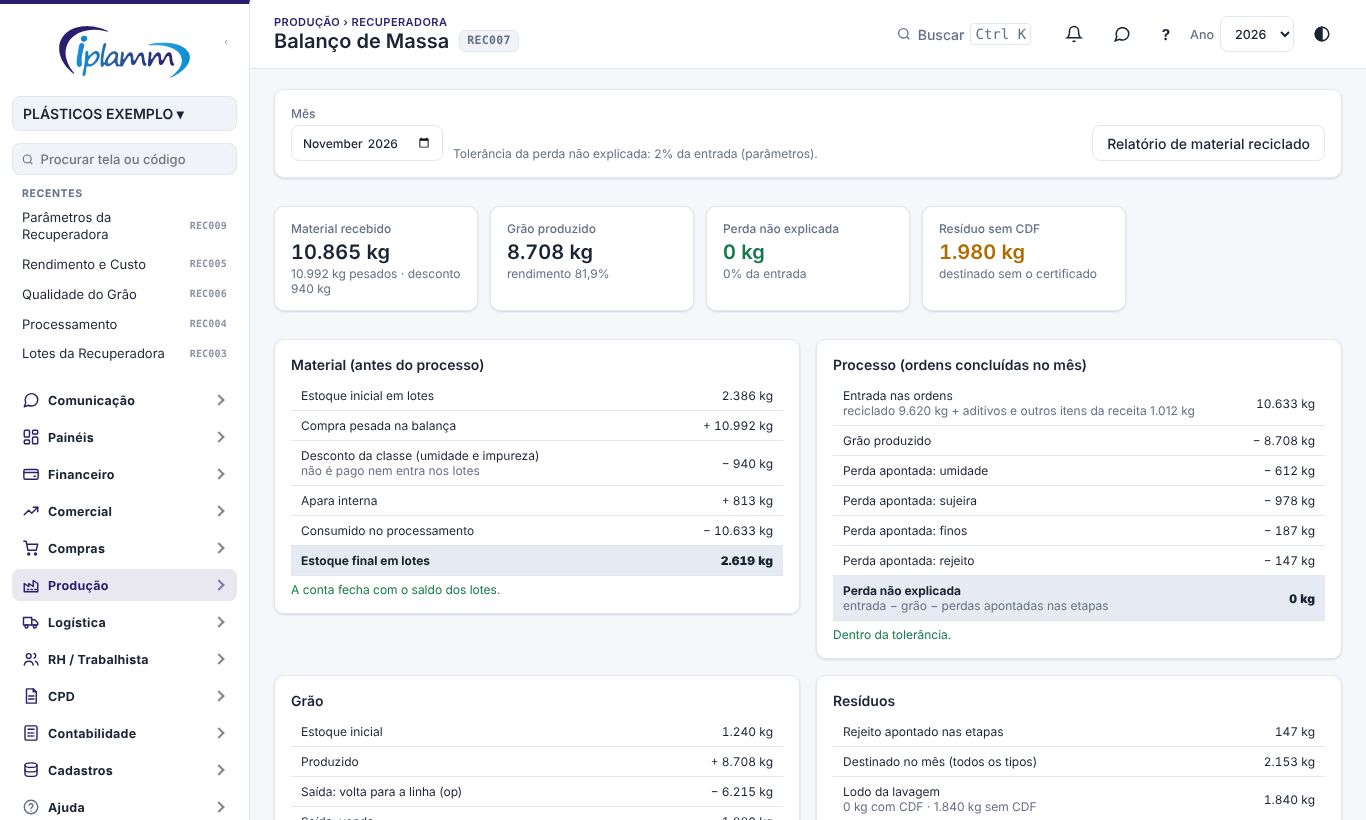 iplamm
PLÁSTICOS EXEMPLO ▾
Procurar tela ou código
RECENTES
Parâmetros da
Recuperadora
REC009
Rendimento e Custo REC005
Qualidade do Grão REC006
Processamento REC004
Lotes da Recuperadora REC003
Comunicação
Painéis
Financeiro
Comercial
Compras
Produção
Logística
RH / Trabalhista
CPD
Contabilidade
Cadastros
Ajuda
PRODUÇÃO › RECUPERADORA
Balanço de Massa REC007
Buscar Ctrl K
?
Ano 2026
Mês
November 2026
Tolerância da perda não explicada: 2% da entrada (parâmetros).
Relatório de material reciclado
Material recebido
10.865 kg
10.992 kg pesados · desconto
940 kg
Grão produzido
8.708 kg
rendimento 81,9%
Perda não explicada
0 kg
0% da entrada
Resíduo sem CDF
1.980 kg
destinado sem o certificado
Material (antes do processo)
Estoque inicial em lotes 2.386 kg
Compra pesada na balança + 10.992 kg
Desconto da classe (umidade e impureza)
não é pago nem entra nos lotes
− 940 kg
Apara interna + 813 kg
Consumido no processamento − 10.633 kg
Estoque final em lotes 2.619 kg
A conta fecha com o saldo dos lotes.
Processo (ordens concluídas no mês)
Entrada nas ordens
reciclado 9.620 kg + aditivos e outros itens da receita 1.012 kg
10.633 kg
Grão produzido − 8.708 kg
Perda apontada: umidade − 612 kg
Perda apontada: sujeira − 978 kg
Perda apontada: finos − 187 kg
Perda apontada: rejeito − 147 kg
Perda não explicada
entrada − grão − perdas apontadas nas etapas
0 kg
Dentro da tolerância.
Grão
Estoque inicial 1.240 kg
Produzido + 8.708 kg
Saída: volta para a linha (op) − 6.215 kg
Resíduos
Rejeito apontado nas etapas 147 kg
Destinado no mês (todos os tipos) 2.153 kg
Lodo da lavagem
0 kg com CDF · 1.840 kg sem CDF
1.840 kg